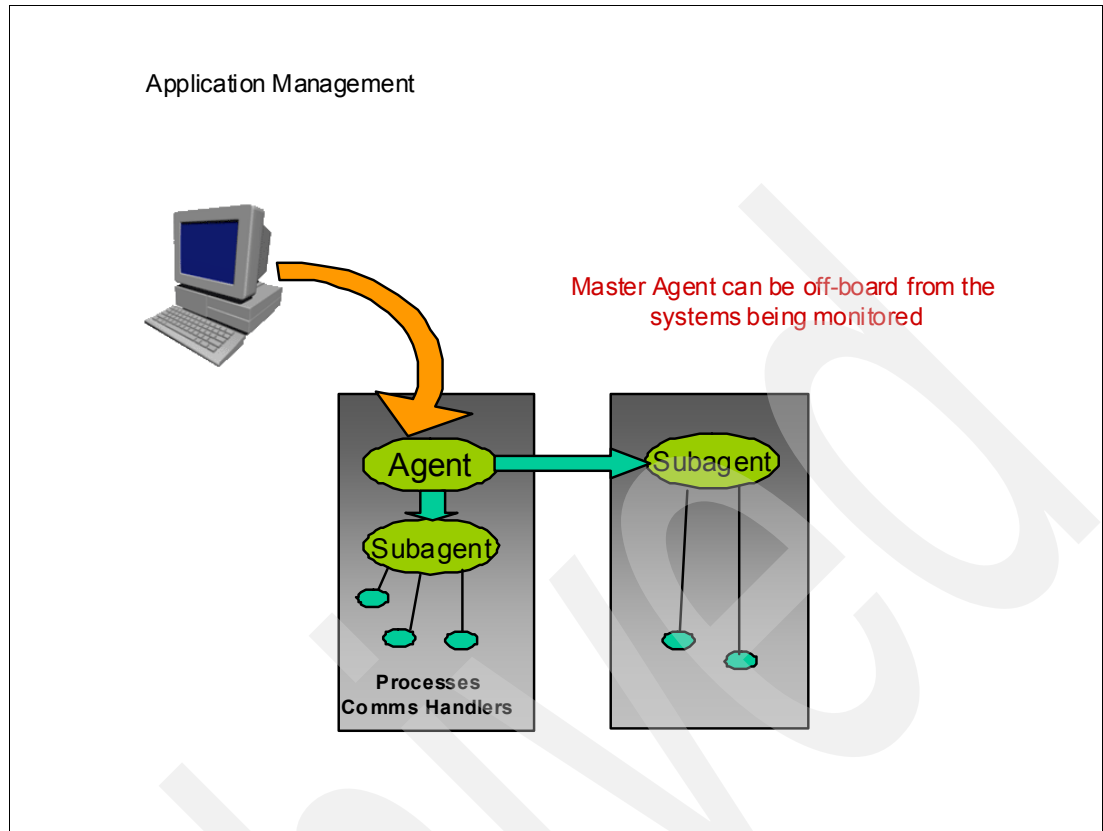 Application Management
Master Agent can be off-board from the
systems being monitored
Agent
Subagent
Subagent
Processes
Comms Handlers